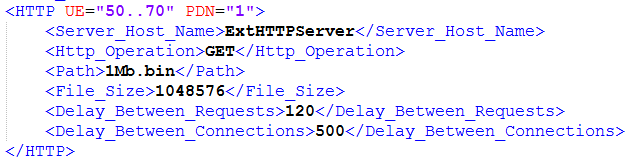 <HTTP UE="50..70" PDN="1">
<Server_Host_Name>ExtHTTPServer</Server_Host_Name>
<Http_Operation>GET</Http_Operation>
<Path>1Mb.bin</Path>
<File_Size>1048576</File_Size>
<Delay_Between_Requests>120</Delay_Between_Requests>
<Delay_Between_Connections>500</Delay_Between_Connections>
</HTTP>